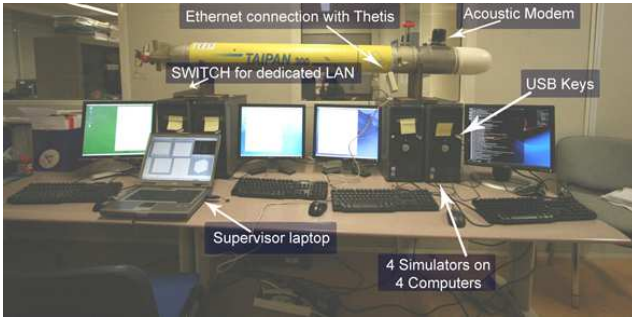 Ethernet connection with Thetis
Acoustic Modem
TAIPAN 300
SWITCH for dedicated LAN
USB Keys
Supervisor laptop
4 Simulators on
4 Computers